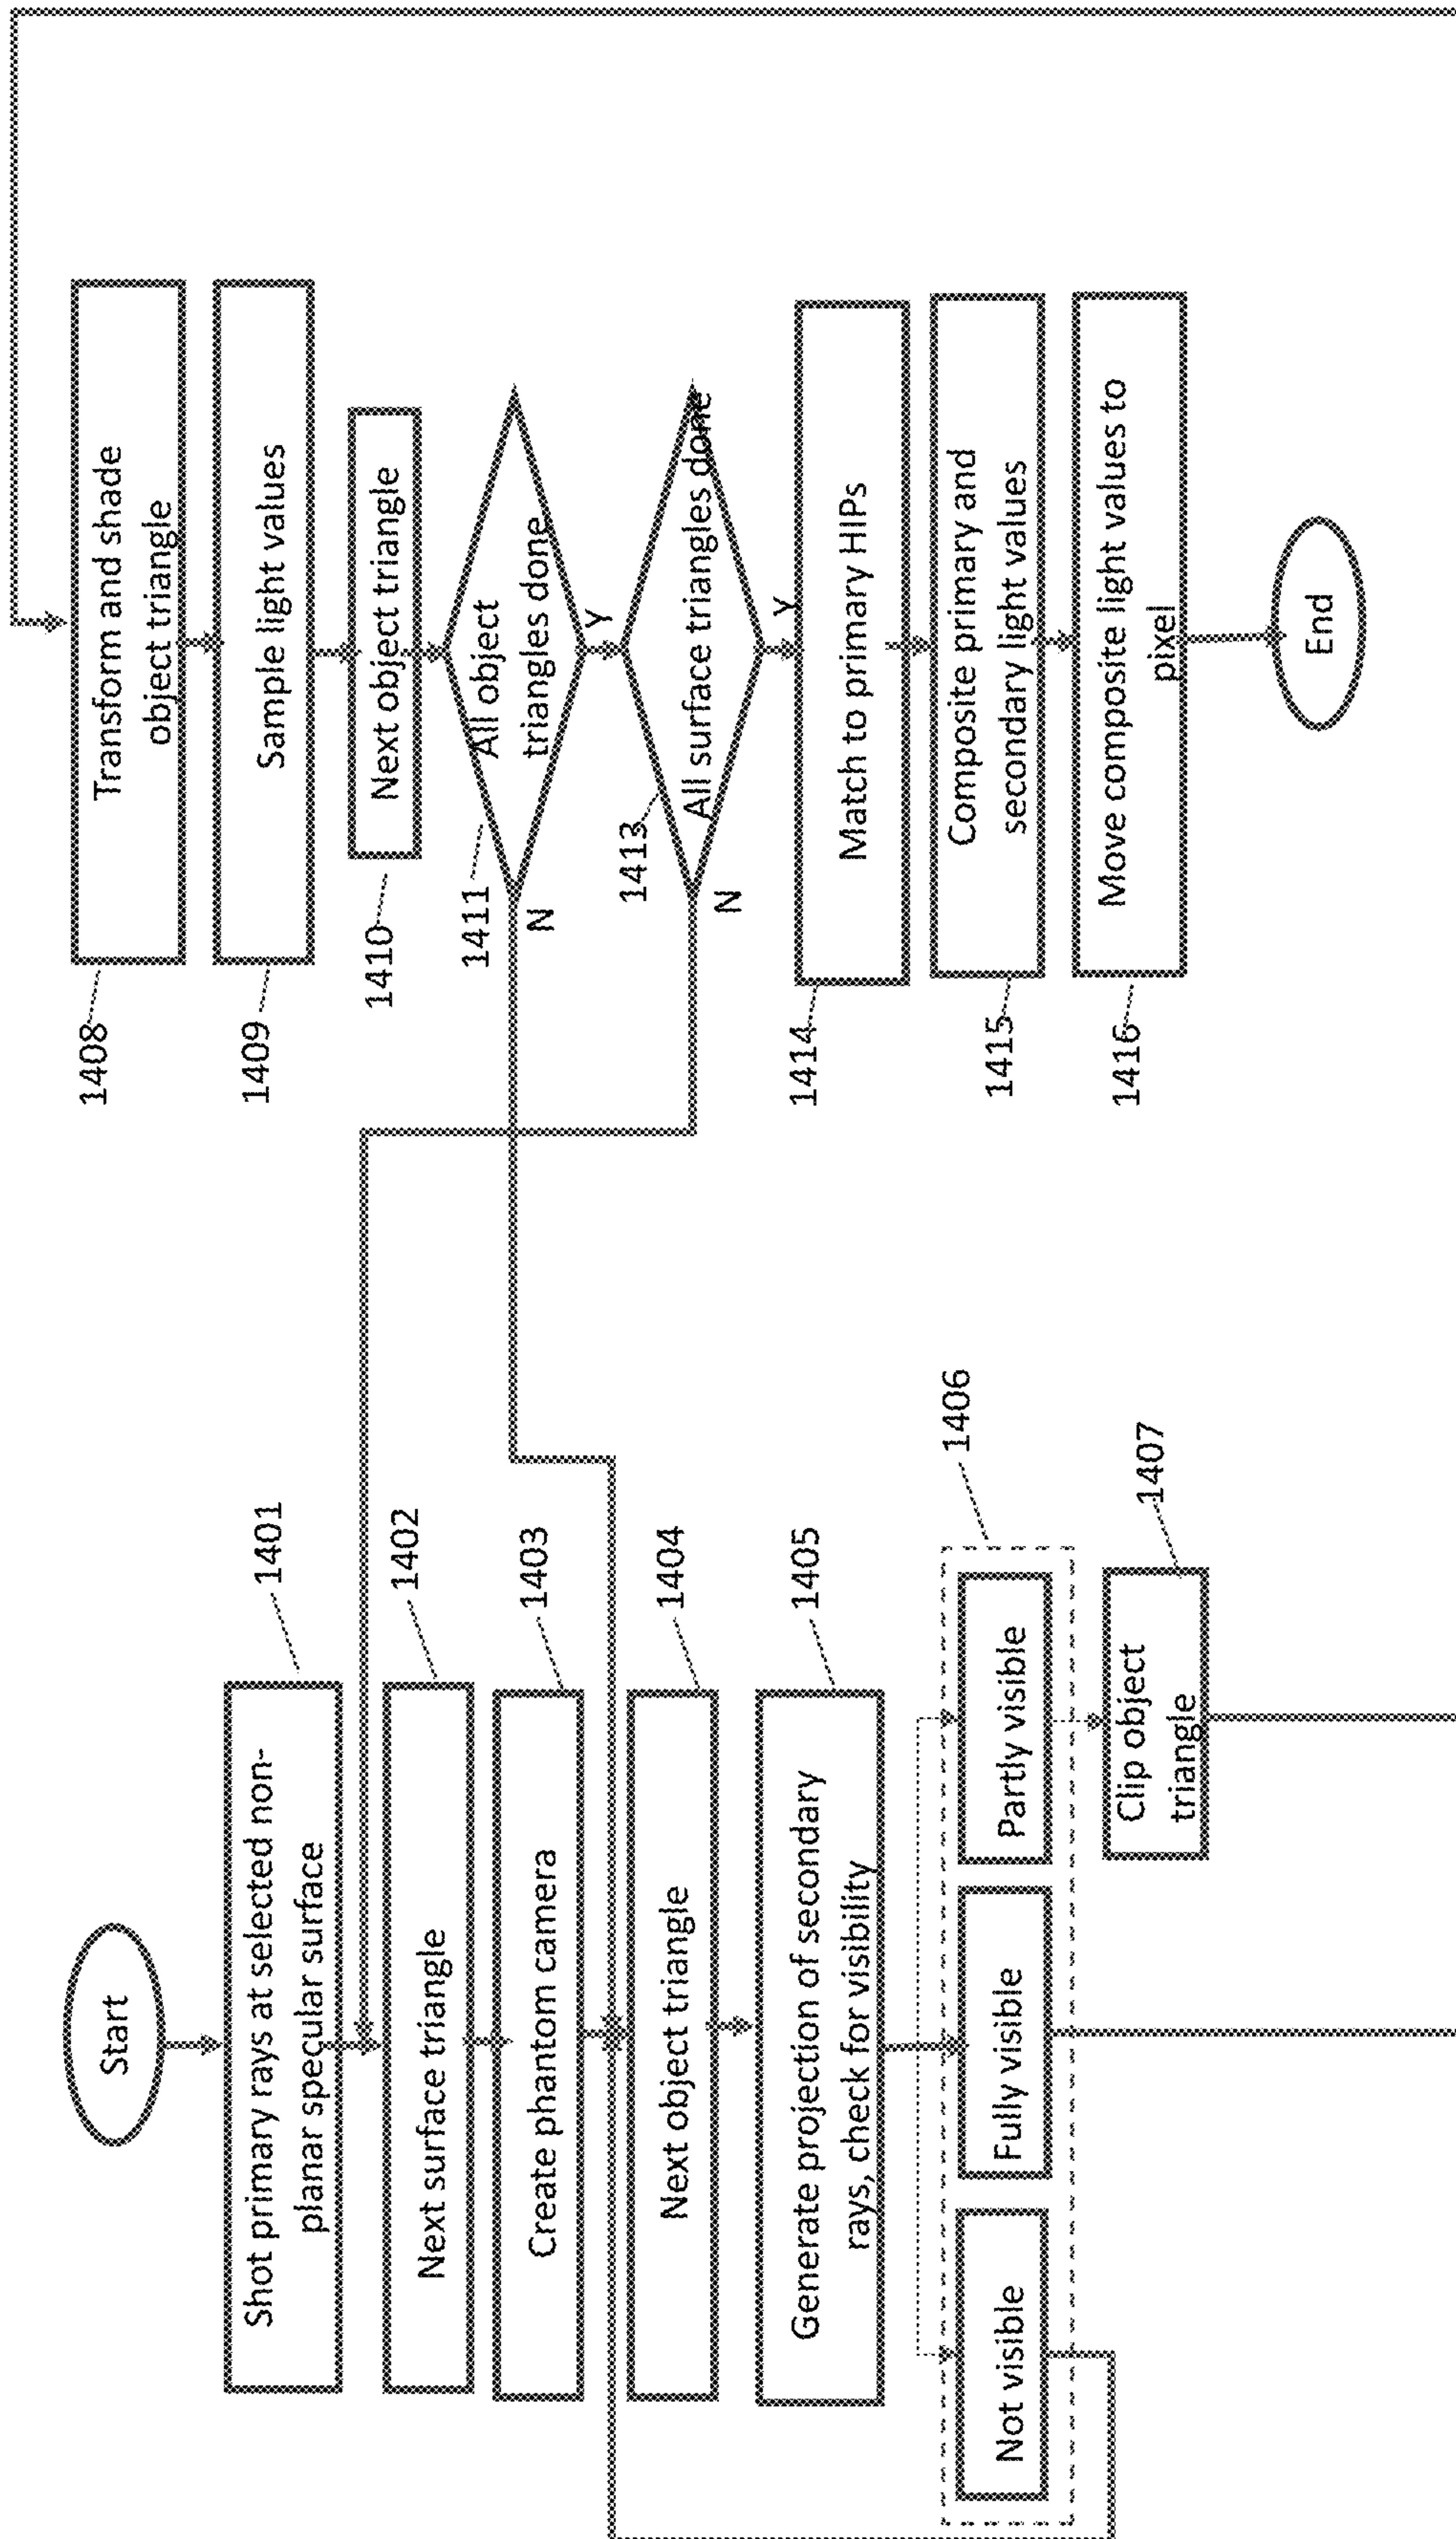 Start
Shot primary rays at selected non-
planar specular surface
1401
Next surface triangle
1402
Create phantom camera
1403
Next object triangle
1404
Generate projection of secondary
rays, check for visibility
1405
Not visible
Fully visible
Partly visible
1406
Clip object
triangle
1407
1408
Transform and shade
object triangle
1409
Sample light values
1410
Next object triangle
1411
All object
triangles done
N
Y
1413
All surface triangles done
N
Y
1414
Match to primary HIPs
1415
Composite primary and
secondary light values
1416
Move composite light values to
pixel
End